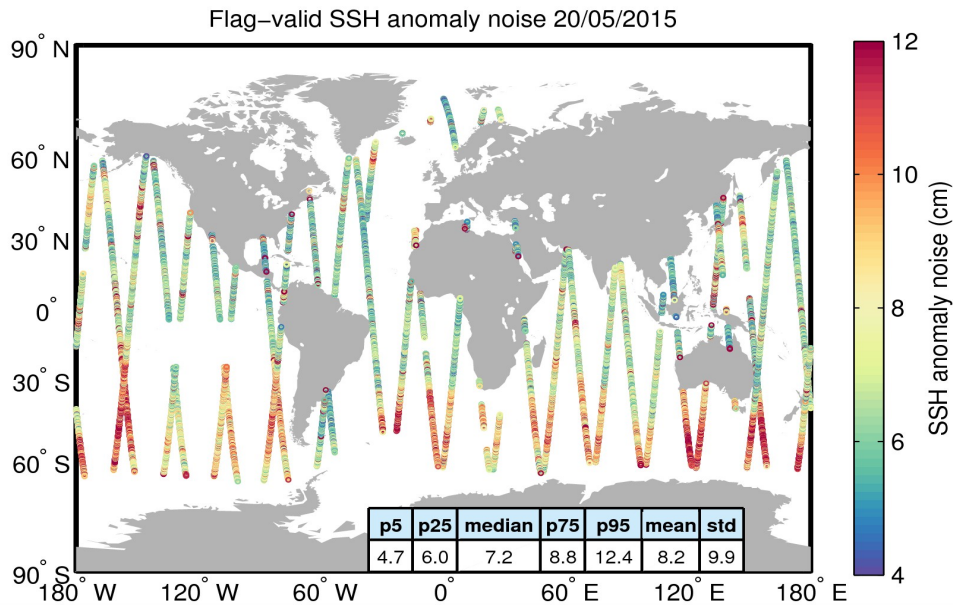 Flag−valid SSH anomaly noise 20/05/2015
90° N
60° N
30° N
0°
30° S
60° S
90° S
180° W
120° W
60° W
0°
60° E
120° E
180° E
p5 p25 median p75 p95 mean std
4.7 6.0 7.2 8.8 12.4 8.2 9.9
12
10
8
6
4
SSH anomaly noise (cm)